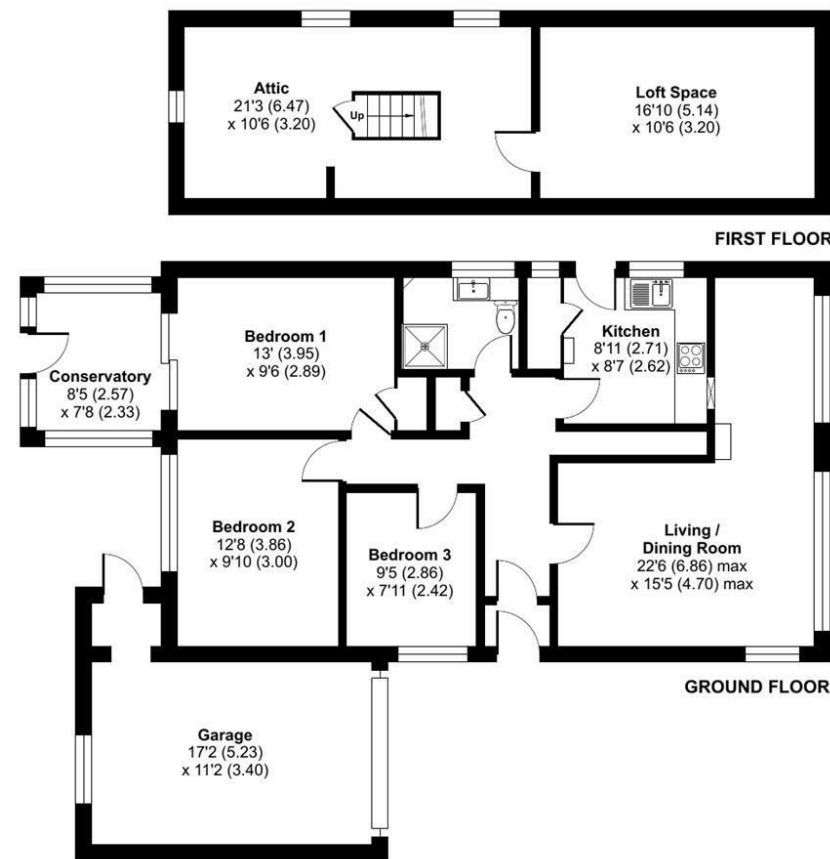 Attic
21'3 (6.47)
x 10'6 (3.20)
Up
Loft Space
16'10 (5.14)
x 10'6 (3.20)
FIRST FLOOR
Bedroom 1
13' (3.95)
x 9'6 (2.89)
Kitchen
8'11 (2.71)
x 8'7 (2.62)
Conservatory
8'5 (2.57)
x 7'8 (2.33)
Bedroom 2
12'8 (3.86)
x 9'10 (3.00)
Bedroom 3
9'5 (2.86)
x 7'11 (2.42)
Living /
Dining Room
22'6 (6.86) max
x 15'5 (4.70) max
GROUND FLOOR
Garage
17'2 (5.23)
x 11'2 (3.40)